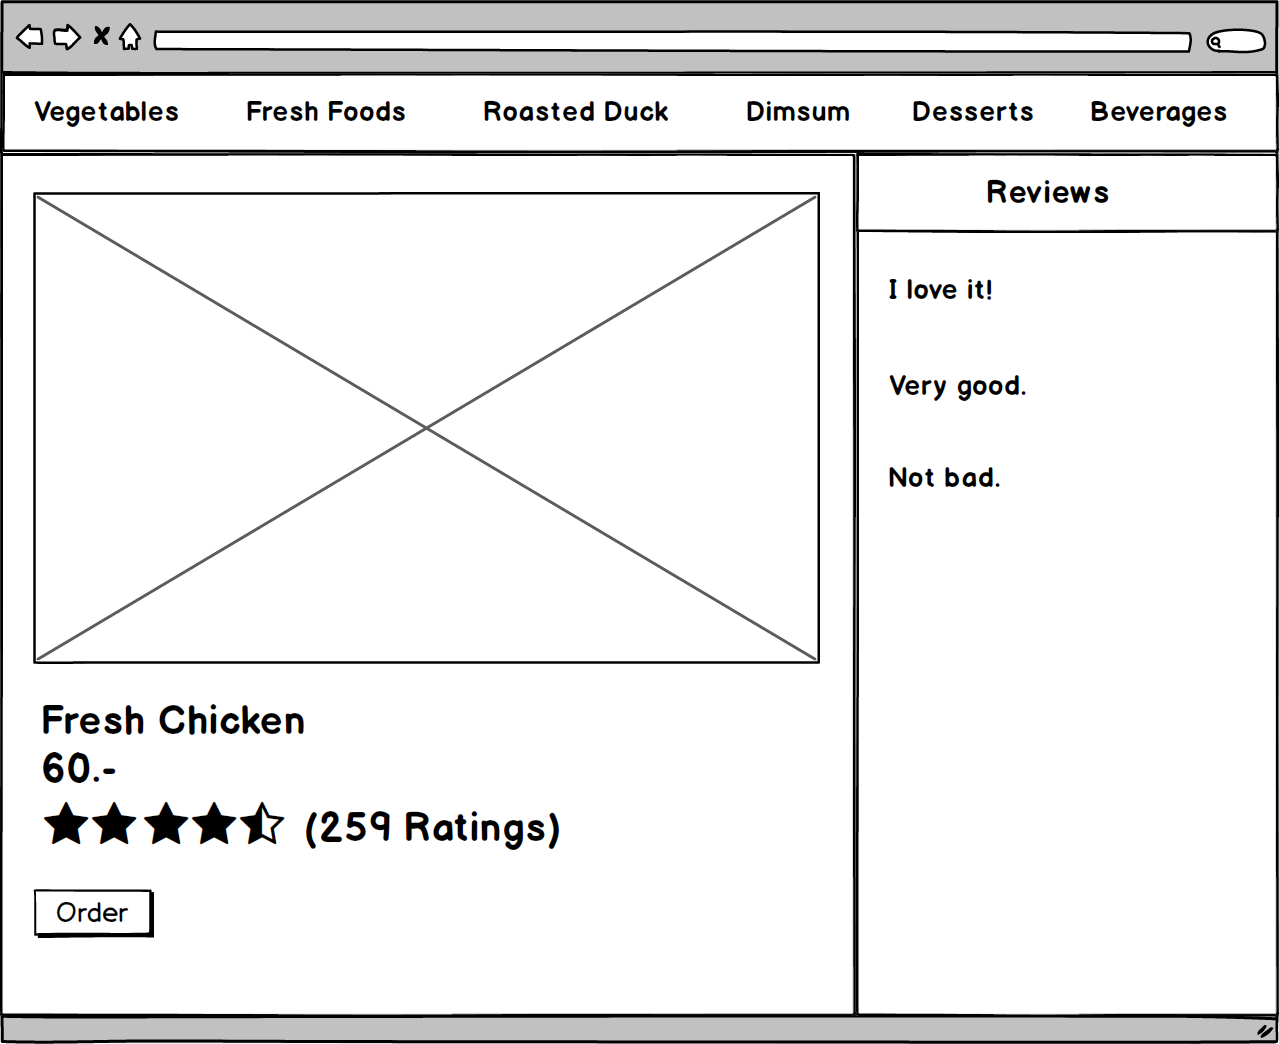 Vegetables Fresh Foods Roasted Duck Dimsum Desserts Beverages
Reviews
I love it!
Very good.
Not bad.
Fresh Chicken
60.-
(259 Ratings)
Order